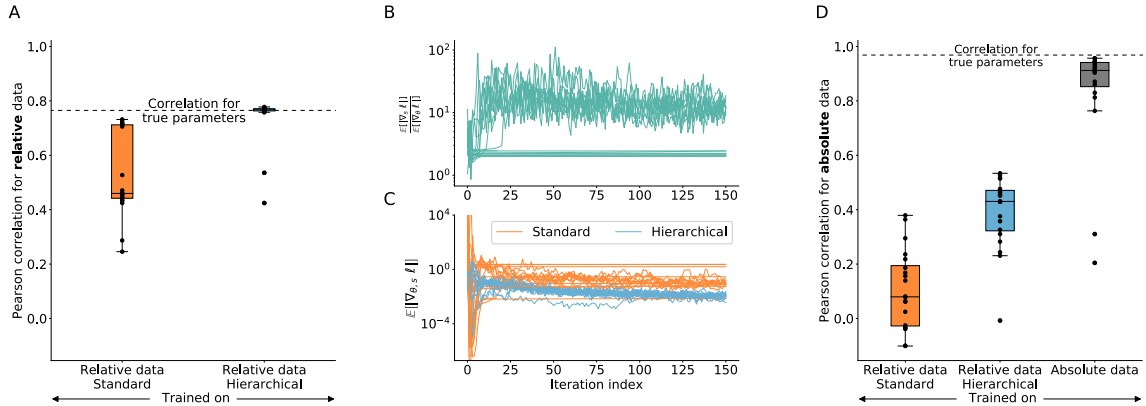 A
Pearson correlation for relative data
1.0
0.8
0.6
0.4
0.2
0.0
Correlation for
true parameters
Relative data
Standard
Relative data
Hierarchical
Trained on
B
𝔼[‖∇s ℓ‖]
𝔼[‖∇θ ℓ‖]
10²
10¹
10⁰
0 25 50 75 100 125 150
C
𝔼[‖∇θ,s ℓ‖]
10⁴
10⁰
10⁻⁴
Standard
Hierarchical
0 25 50 75 100 125 150
Iteration index
D
Pearson correlation for absolute data
1.0
0.8
0.6
0.4
0.2
0.0
Correlation for
true parameters
Relative data
Standard
Relative data
Hierarchical
Absolute data
Trained on